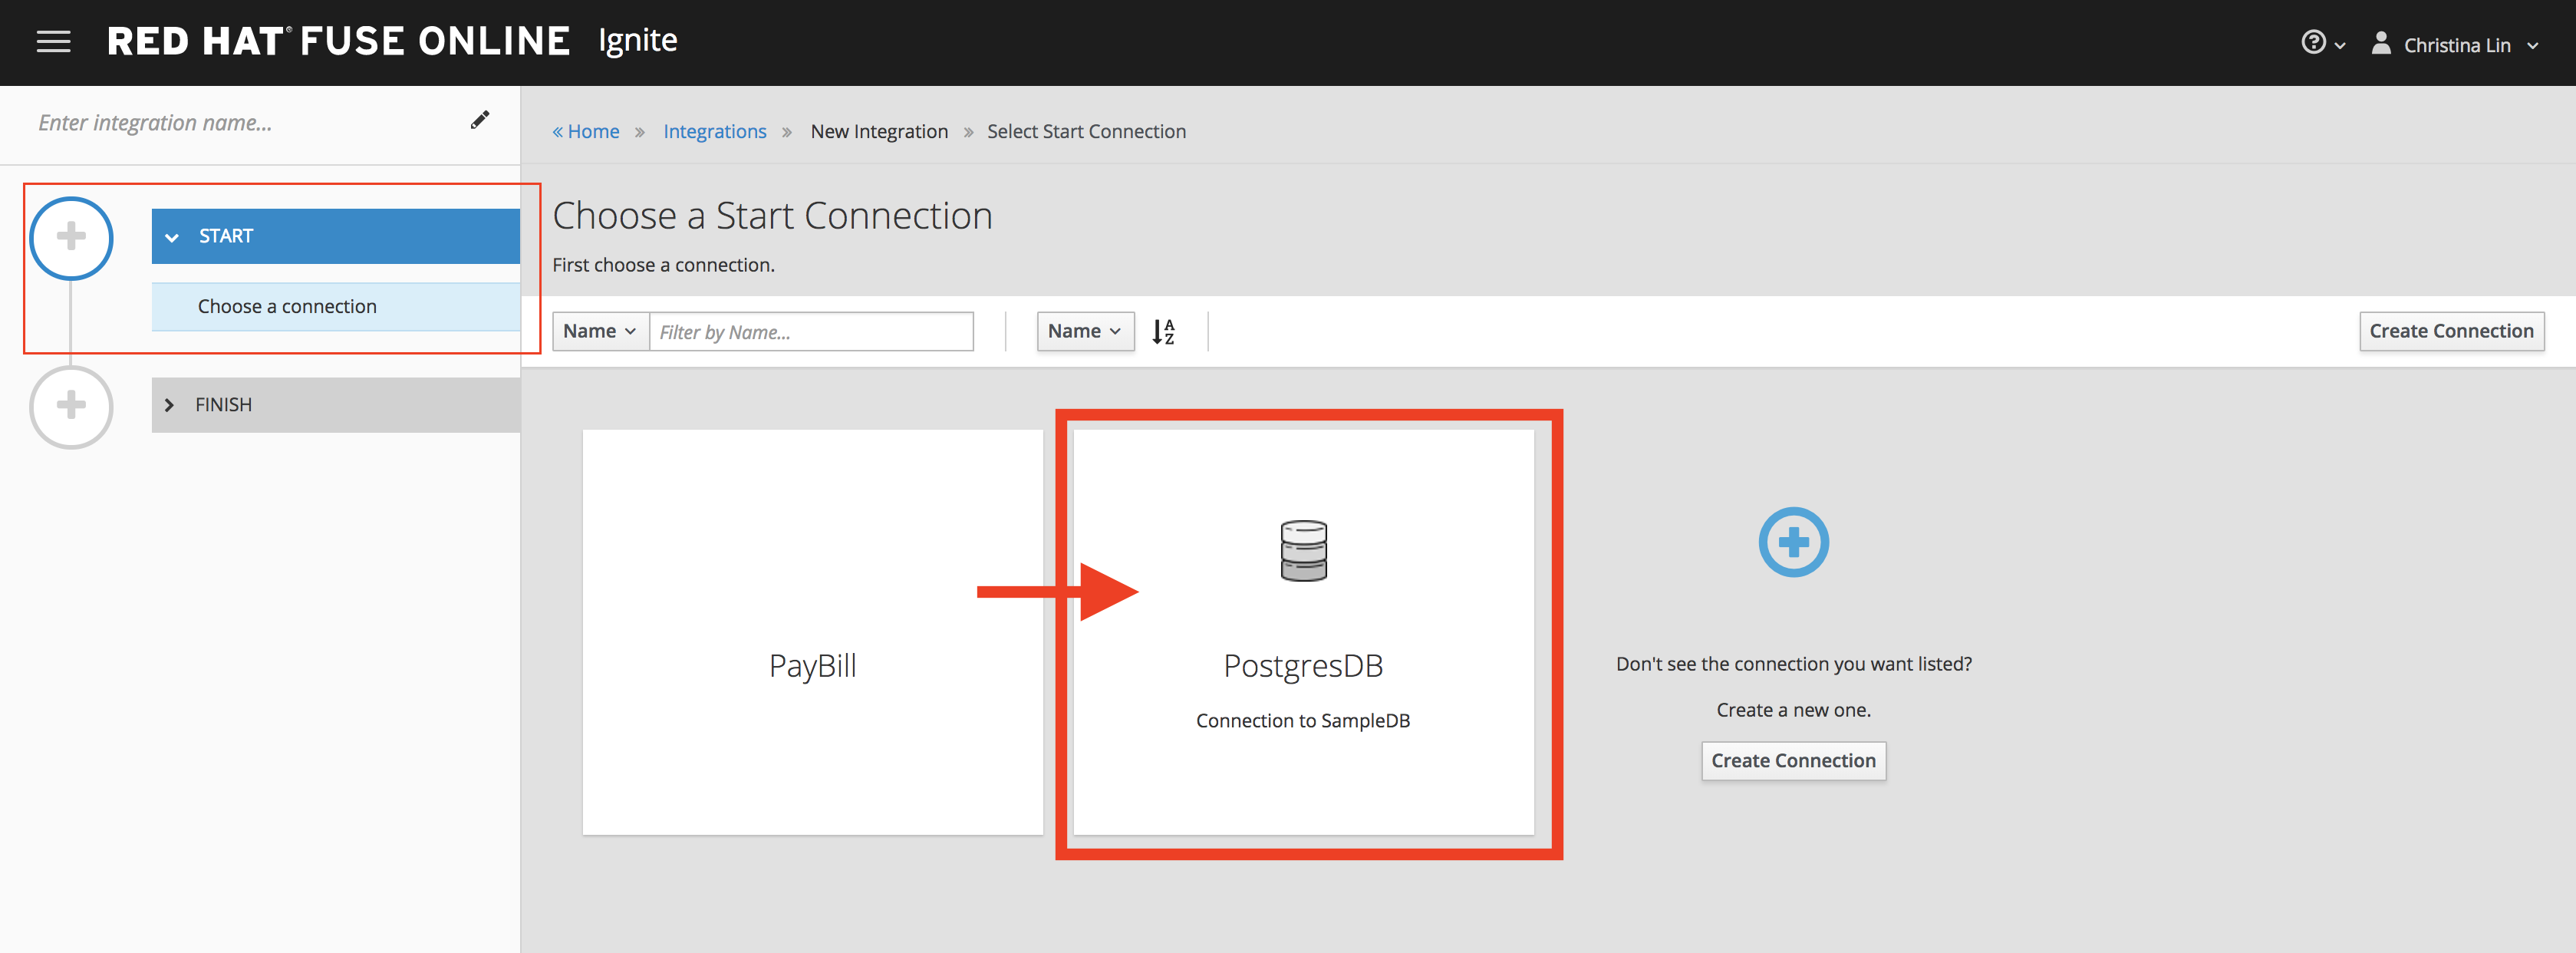 RED HAT® FUSE ONLINE Ignite
Christina Lin
Enter integration name...
« Home » Integrations » New Integration » Select Start Connection
START
Choose a connection
FINISH
Choose a Start Connection
First choose a connection.
Name Filter by Name... Name A Z Create Connection
PayBill
PostgresDB
Connection to SampleDB
Don't see the connection you want listed?
Create a new one.
Create Connection